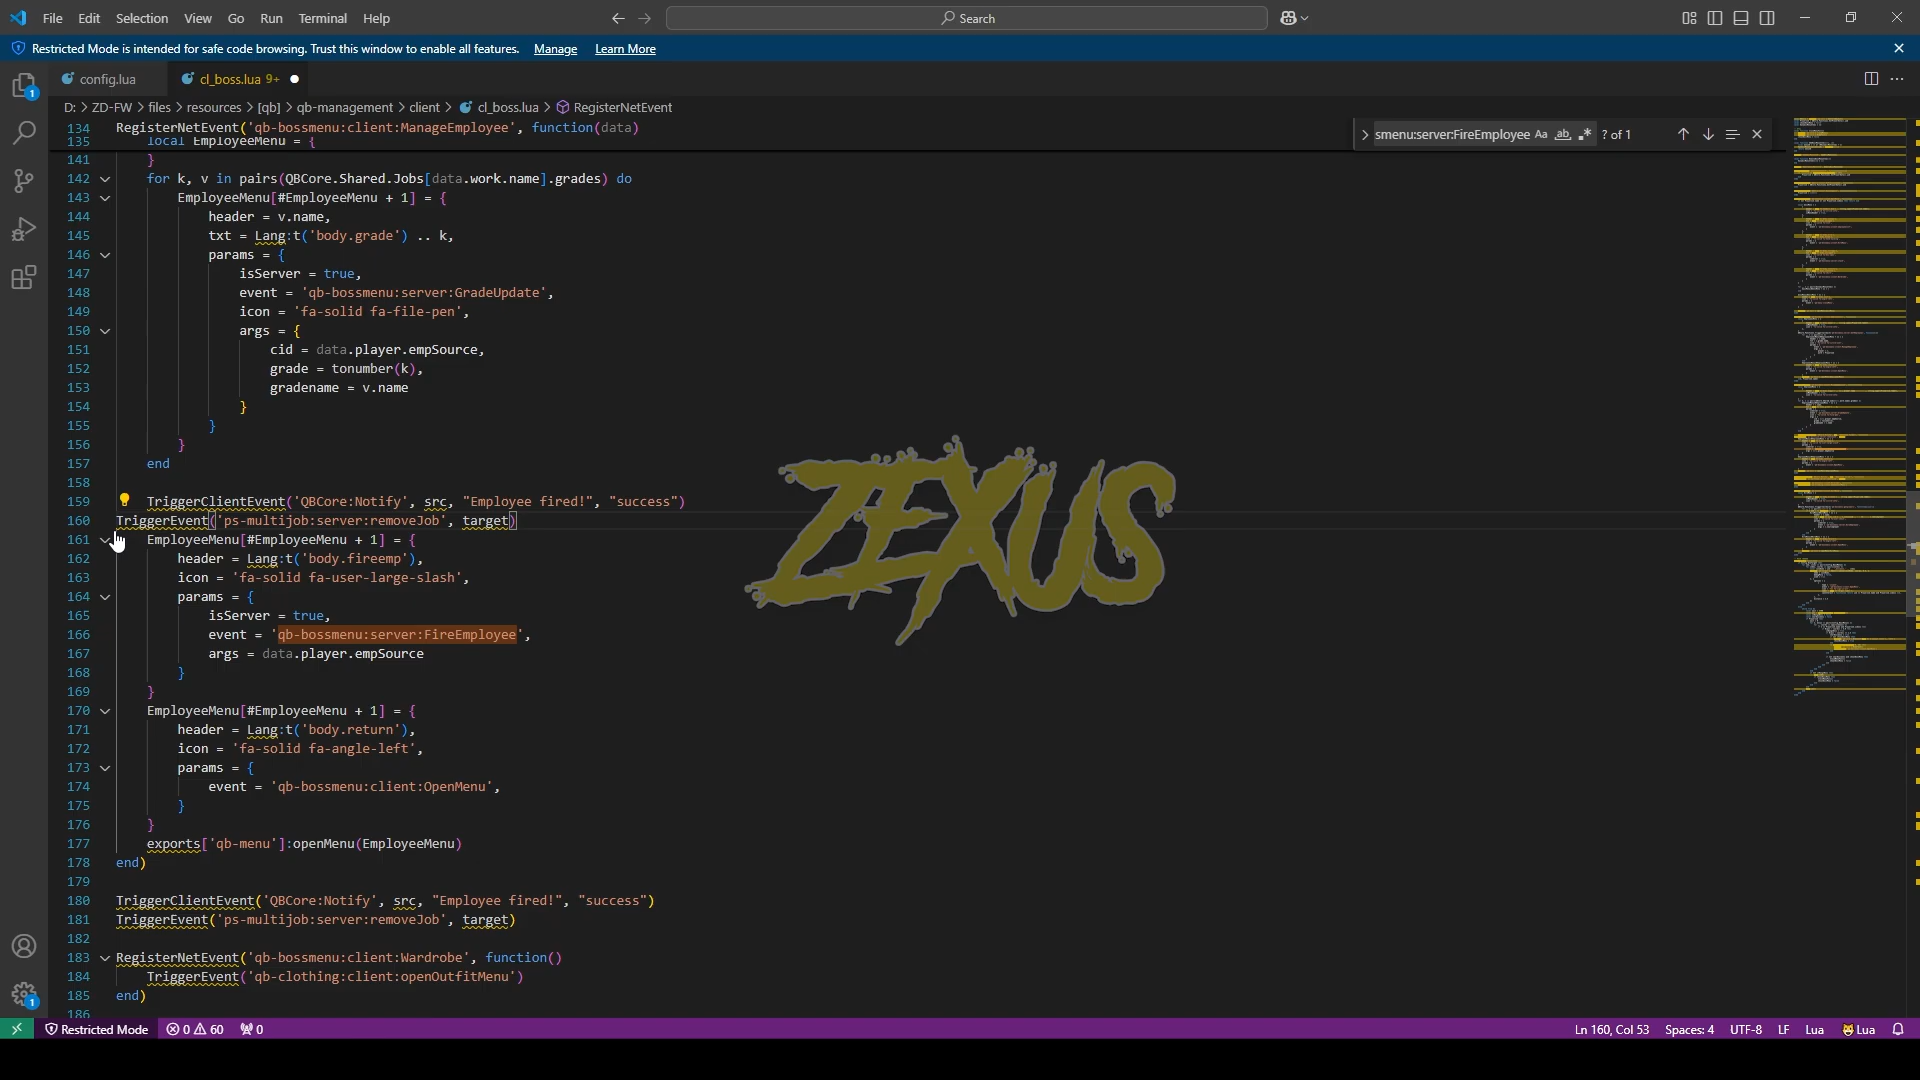 File Edit Selection View Go Run Terminal Help
Search
Restricted Mode is intended for safe code browsing. Trust this window to enable all features. Manage Learn More
config.lua
cl_boss.lua 9+
D: > ZD-FW > files > resources > [qb] > qb-management > client > cl_boss.lua > RegisterNetEvent
smenu:server:FireEmployee Aa ab .* ? of 1
134 RegisterNetEvent('qb-bossmenu:client:ManageEmployee', function(data)
135 local EmployeeMenu = {
141 }
142 for k, v in pairs(QBCore.Shared.Jobs[data.work.name].grades) do
143 EmployeeMenu[#EmployeeMenu + 1] = {
144 header = v.name,
145 txt = Lang:t('body.grade') .. k,
146 params = {
147 isServer = true,
148 event = 'qb-bossmenu:server:GradeUpdate',
149 icon = 'fa-solid fa-file-pen',
150 args = {
151 cid = data.player.empSource,
152 grade = tonumber(k),
153 gradename = v.name
154 }
155 }
156 }
157 end
158
159 TriggerClientEvent('QBCore:Notify', src, "Employee fired!", "success")
160 TriggerEvent('ps-multijob:server:removeJob', target)
161 EmployeeMenu[#EmployeeMenu + 1] = {
162 header = Lang:t('body.fireemp'),
163 icon = 'fa-solid fa-user-large-slash',
164 params = {
165 isServer = true,
166 event = 'qb-bossmenu:server:FireEmployee',
167 args = data.player.empSource
168 }
169 }
170 EmployeeMenu[#EmployeeMenu + 1] = {
171 header = Lang:t('body.return'),
172 icon = 'fa-solid fa-angle-left',
173 params = {
174 event = 'qb-bossmenu:client:OpenMenu',
175 }
176 }
177 exports['qb-menu']:openMenu(EmployeeMenu)
178 end)
179
180 TriggerClientEvent('QBCore:Notify', src, "Employee fired!", "success")
181 TriggerEvent('ps-multijob:server:removeJob', target)
182
183 RegisterNetEvent('qb-bossmenu:client:Wardrobe', function()
184 TriggerEvent('qb-clothing:client:openOutfitMenu')
185 end)
186
ZEXUS
1
1
Restricted Mode 0 60 0
Ln 160, Col 53 Spaces: 4 UTF-8 LF Lua Lua